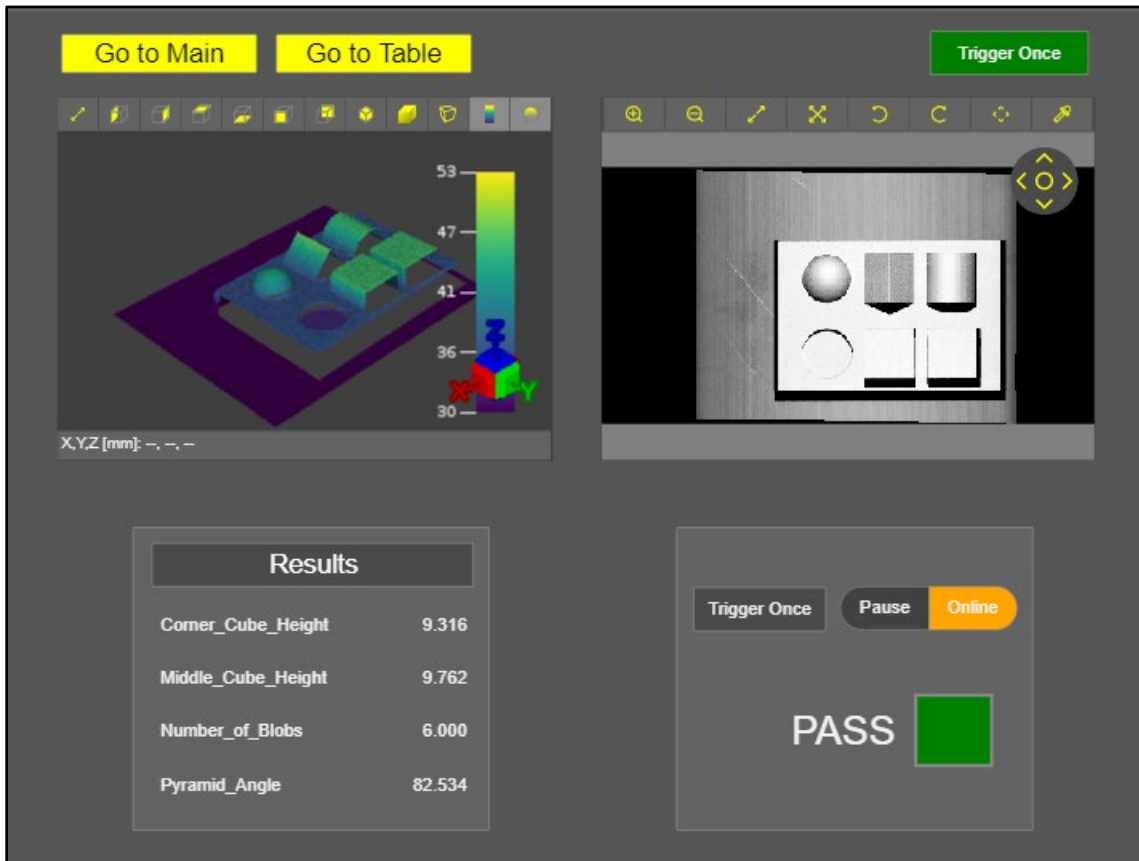 Go to Main
Go to Table
Trigger Once
53
47
41
36
30
Z
X
Y
X,Y,Z [mm]: --, --, --
Results
Corner_Cube_Height 9.316
Middle_Cube_Height 9.762
Number_of_Blobs 6.000
Pyramid_Angle 82.534
Trigger Once
Pause
Online
PASS